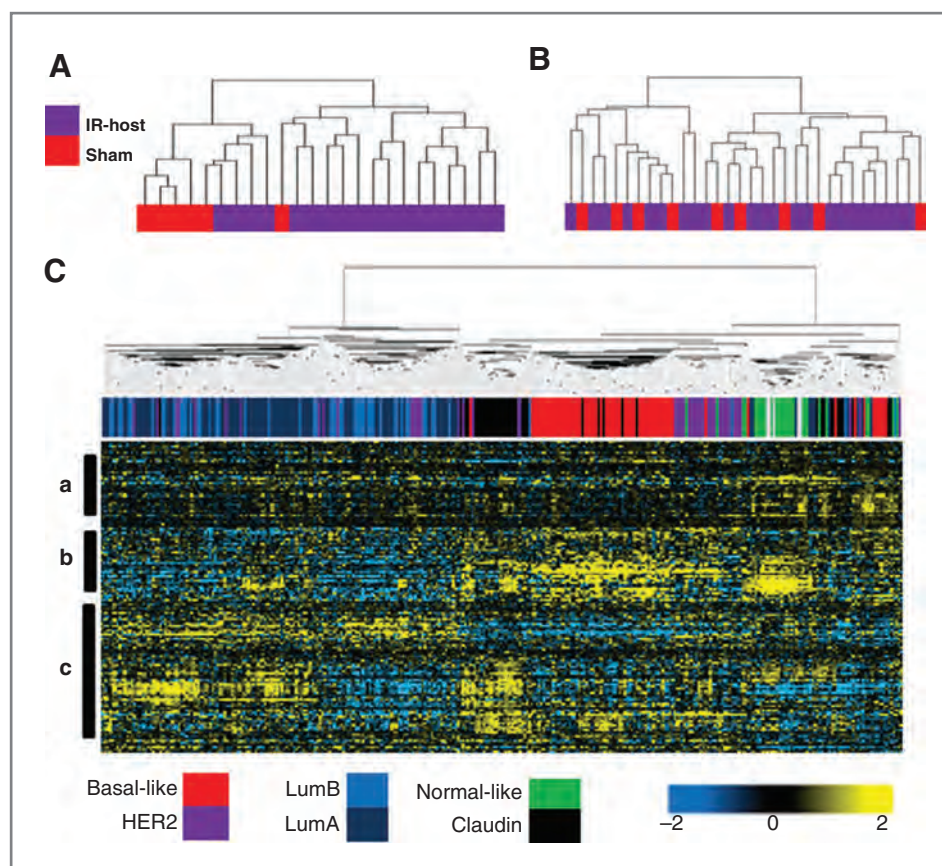 A
B
IR-host
Sham
C
a
b
c
Basal-like
LumB
Normal-like
HER2
LumA
Claudin
–2
0
2